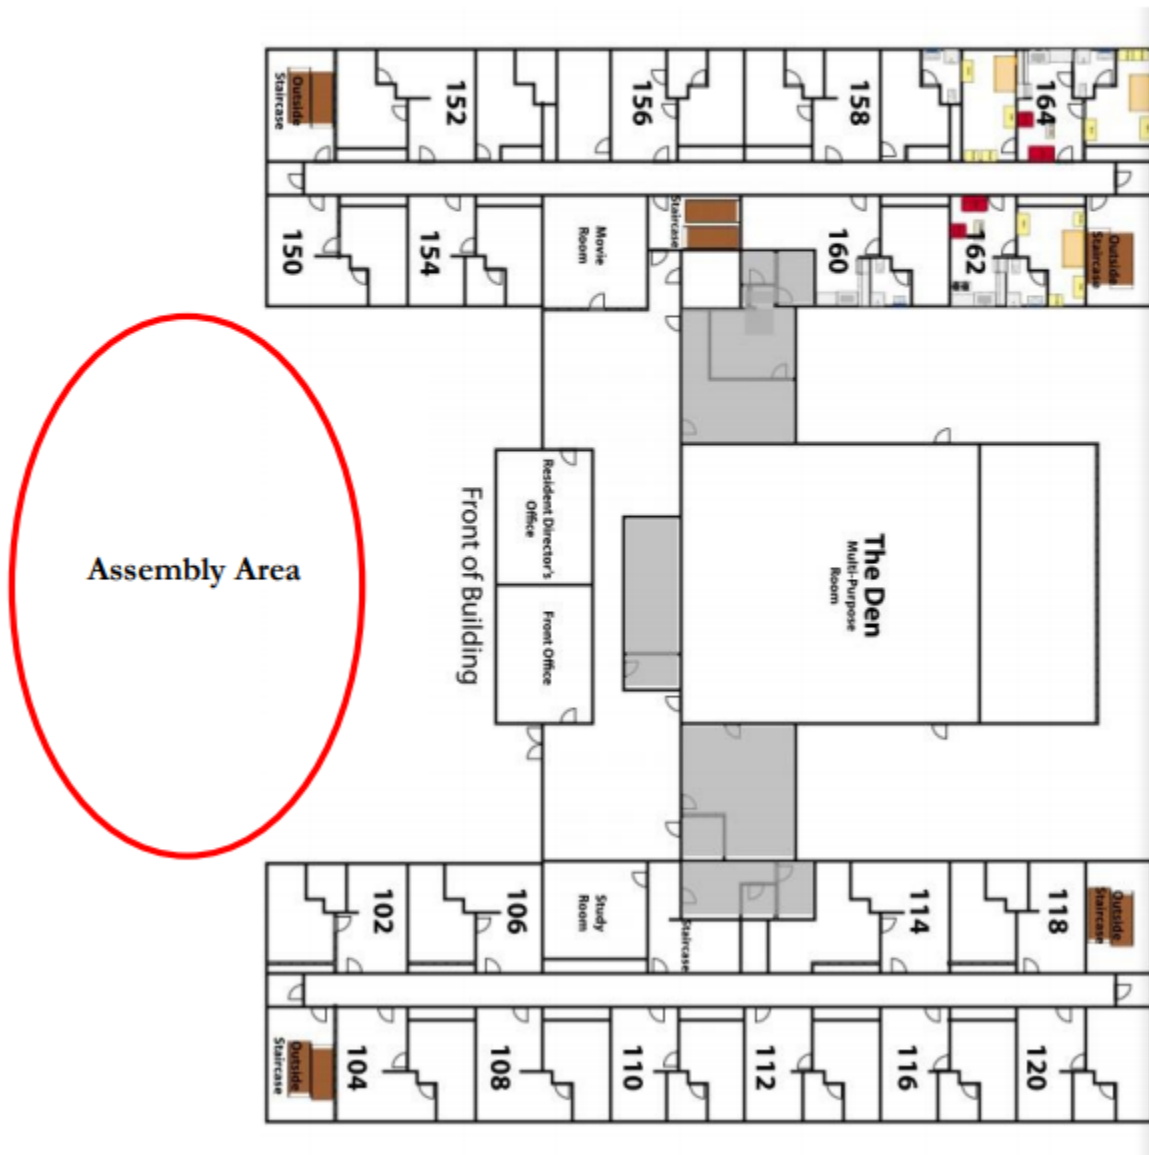 Outside
Staircase
152
156
158
164
150
154
Movie
Room
Staircase
160
162
Outside
Staircase
Assembly Area
Front of Building
Resident Director's
Office
Front Office
The Den
Multi-Purpose
Room
102
106
Study
Room
Staircase
114
118
Outside
Staircase
Outside
Staircase
104
108
110
112
116
120